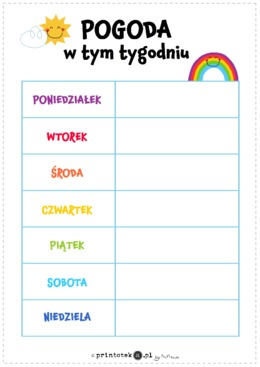 POGODA
w tym tygodniu
PONIEDZIAŁEK
WTOREK
ŚRODA
CZWARTEK
PIĄTEK
SOBOTA
NIEDZIELA
© printoteka.pl